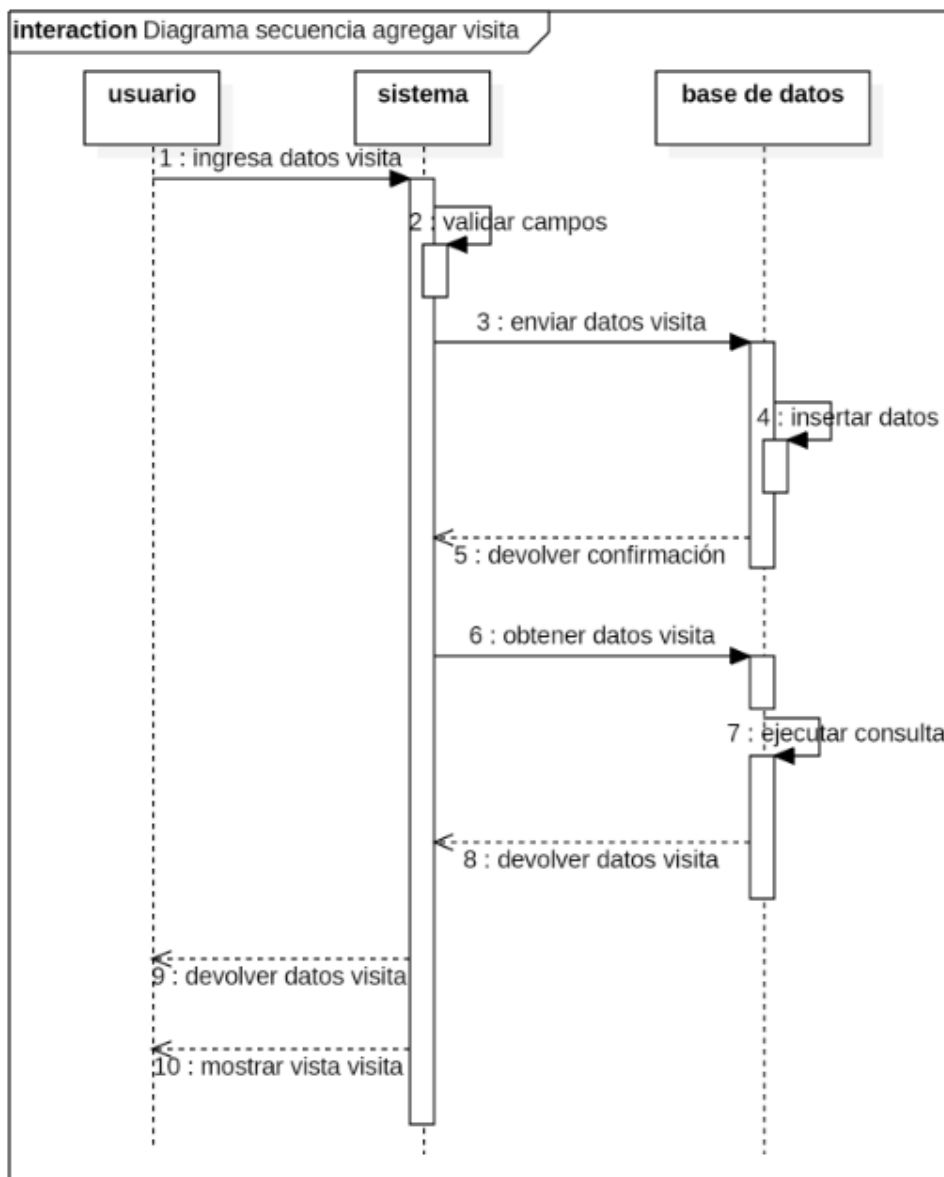 interaction Diagrama secuencia agregar visita
usuario
sistema
base de datos
1 : ingresa datos visita
2 : validar campos
3 : enviar datos visita
4 : insertar datos
5 : devolver confirmación
6 : obtener datos visita
7 : ejecutar consulta
8 : devolver datos visita
9 : devolver datos visita
10 : mostrar vista visita